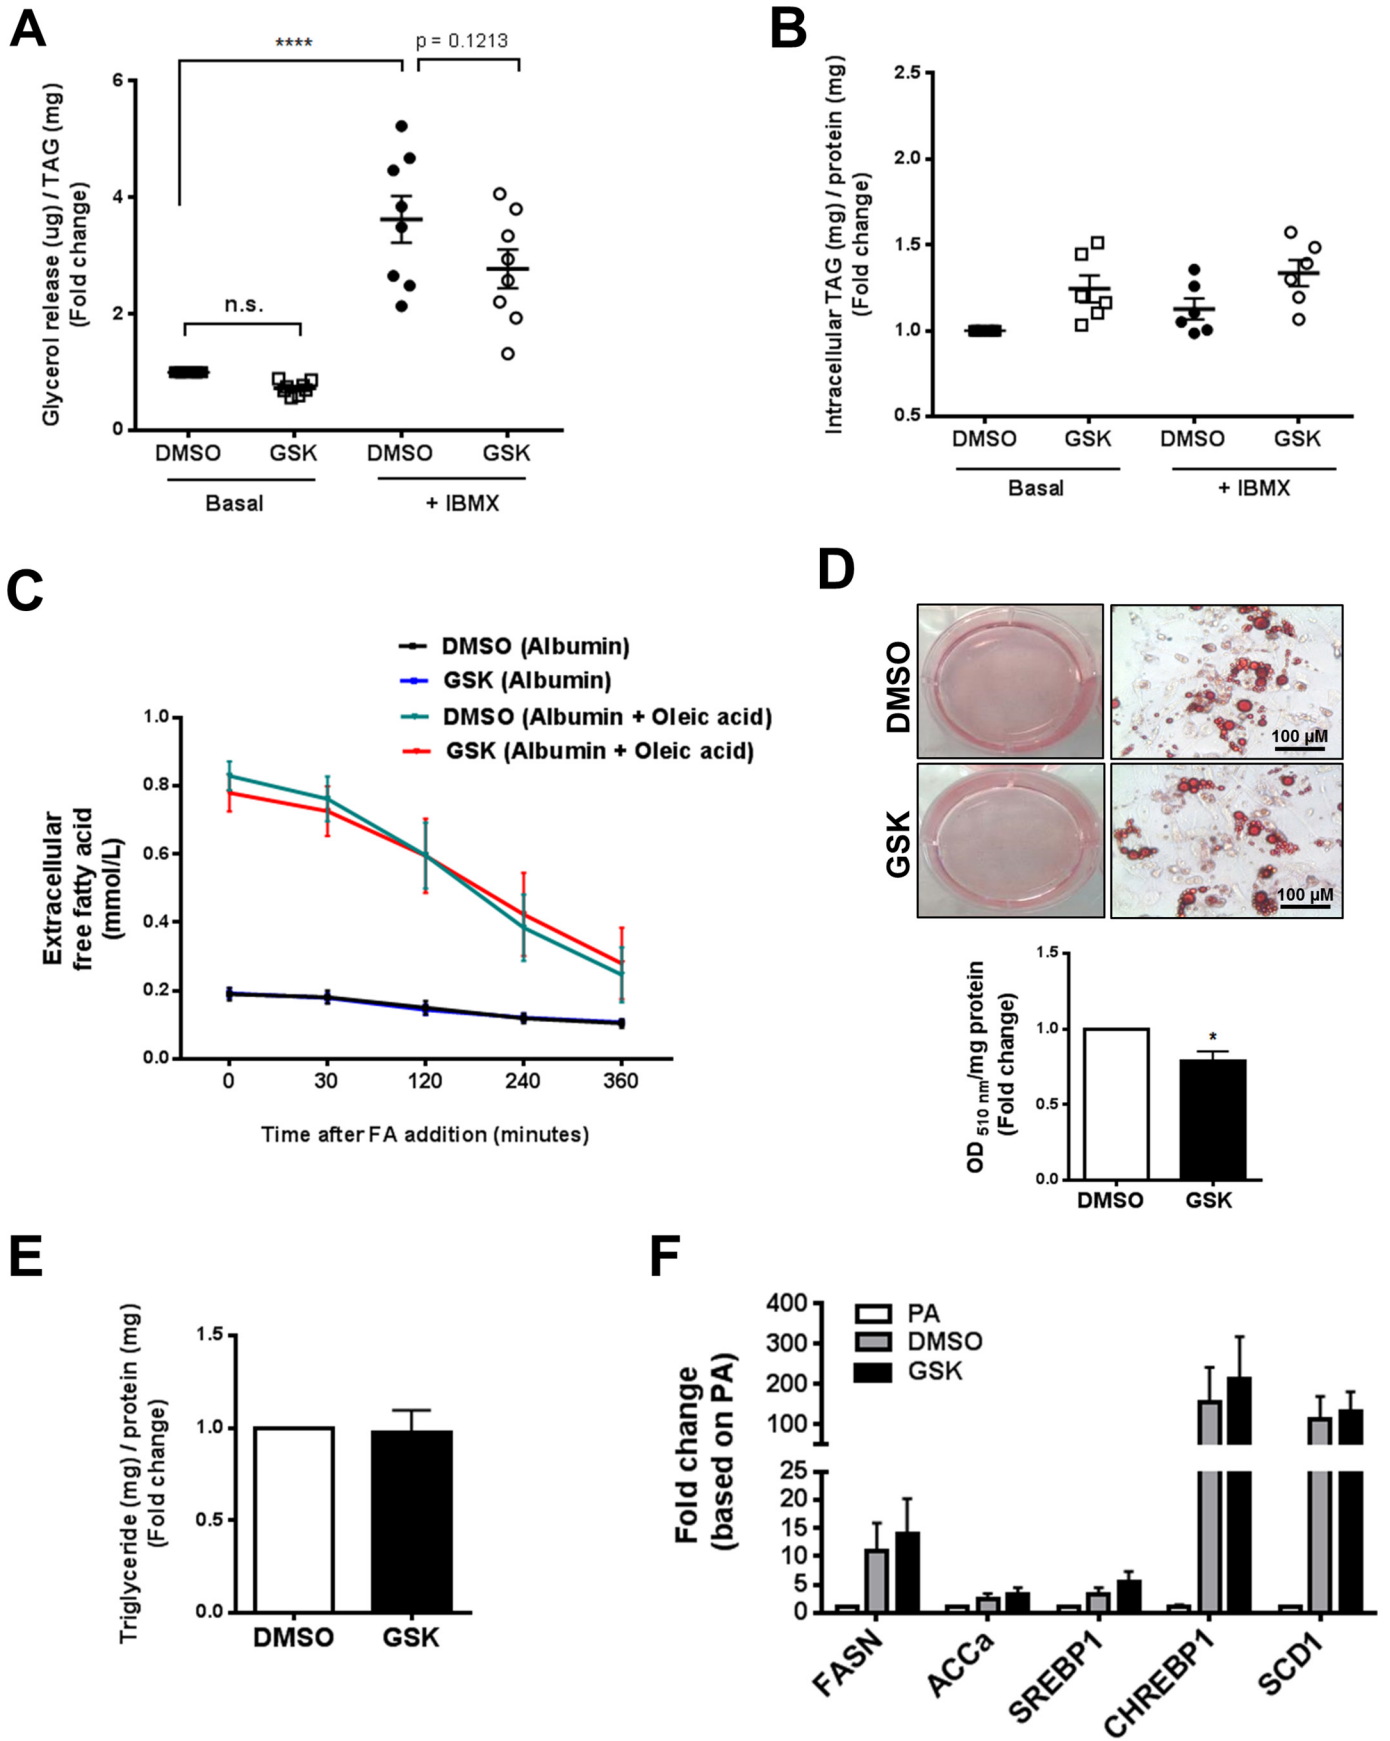 A
****
p = 0.1213
Glycerol release (ug) / TAG (mg)
(Fold change)
6
4
2
0
n.s.
DMSO
GSK
DMSO
GSK
Basal
+ IBMX
B
Intracellular TAG (mg) / protein (mg)
(Fold change)
2.5
2.0
1.5
1.0
0.5
DMSO
GSK
DMSO
GSK
Basal
+ IBMX
C
DMSO (Albumin)
GSK (Albumin)
DMSO (Albumin + Oleic acid)
GSK (Albumin + Oleic acid)
Extracellular
free fatty acid
(mmol/L)
1.0
0.8
0.6
0.4
0.2
0.0
0
30
120
240
360
Time after FA addition (minutes)
D
DMSO
100 µM
GSK
100 µM
OD 510 nm/mg protein
(Fold change)
1.5
1.0
0.5
0.0
*
DMSO
GSK
E
Triglyceride (mg) / protein (mg)
(Fold change)
1.5
1.0
0.5
0.0
DMSO
GSK
F
PA
DMSO
GSK
Fold change
(based on PA)
400
300
200
100
25
20
15
10
5
0
FASN
ACCa
SREBP1
CHREBP1
SCD1